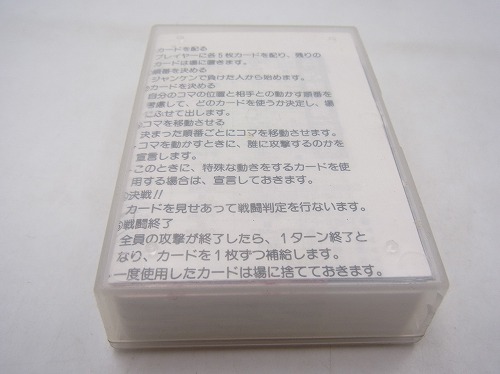 カードを配る
プレイヤーに各5枚カードを配り、残りの
カードは場に置きます。
順番を決める
ジャンケンで負けた人から始めます。
カードを決める
自分のコマの位置と相手との動かす順番を
考慮して、どのカードを使うか決定し、場
にふせて出します。
コマを移動させる
決まった順番ごとにコマを移動させます。
・コマを動かすときに、誰に攻撃するのかを
宣言します。
・このときに、特殊な動きをするカードを使
用する場合は、宣言しておきます。
決戦!!
カードを見せあって戦闘判定を行ないます。
戦闘終了
全員の攻撃が終了したら、1ターン終了と
なり、カードを1枚ずつ補給します。
・一度使用したカードは場に捨てておきます。